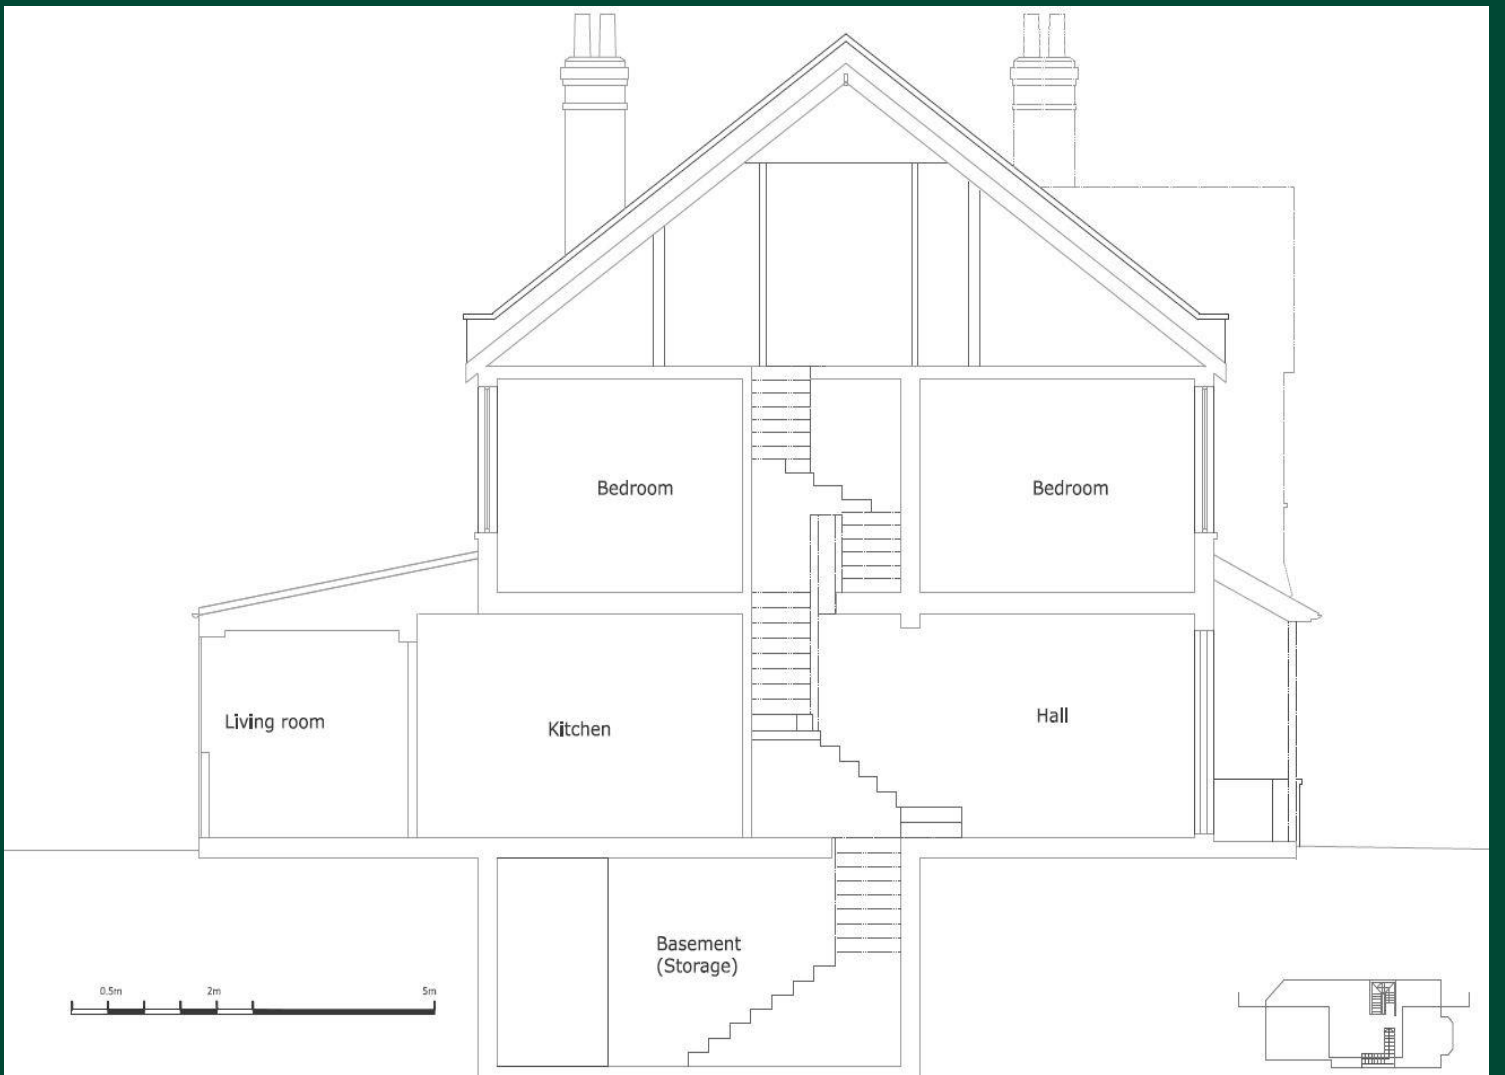 Bedroom
Bedroom
Living room
Kitchen
Hall
Basement
(Storage)
0.5m
2m
5m